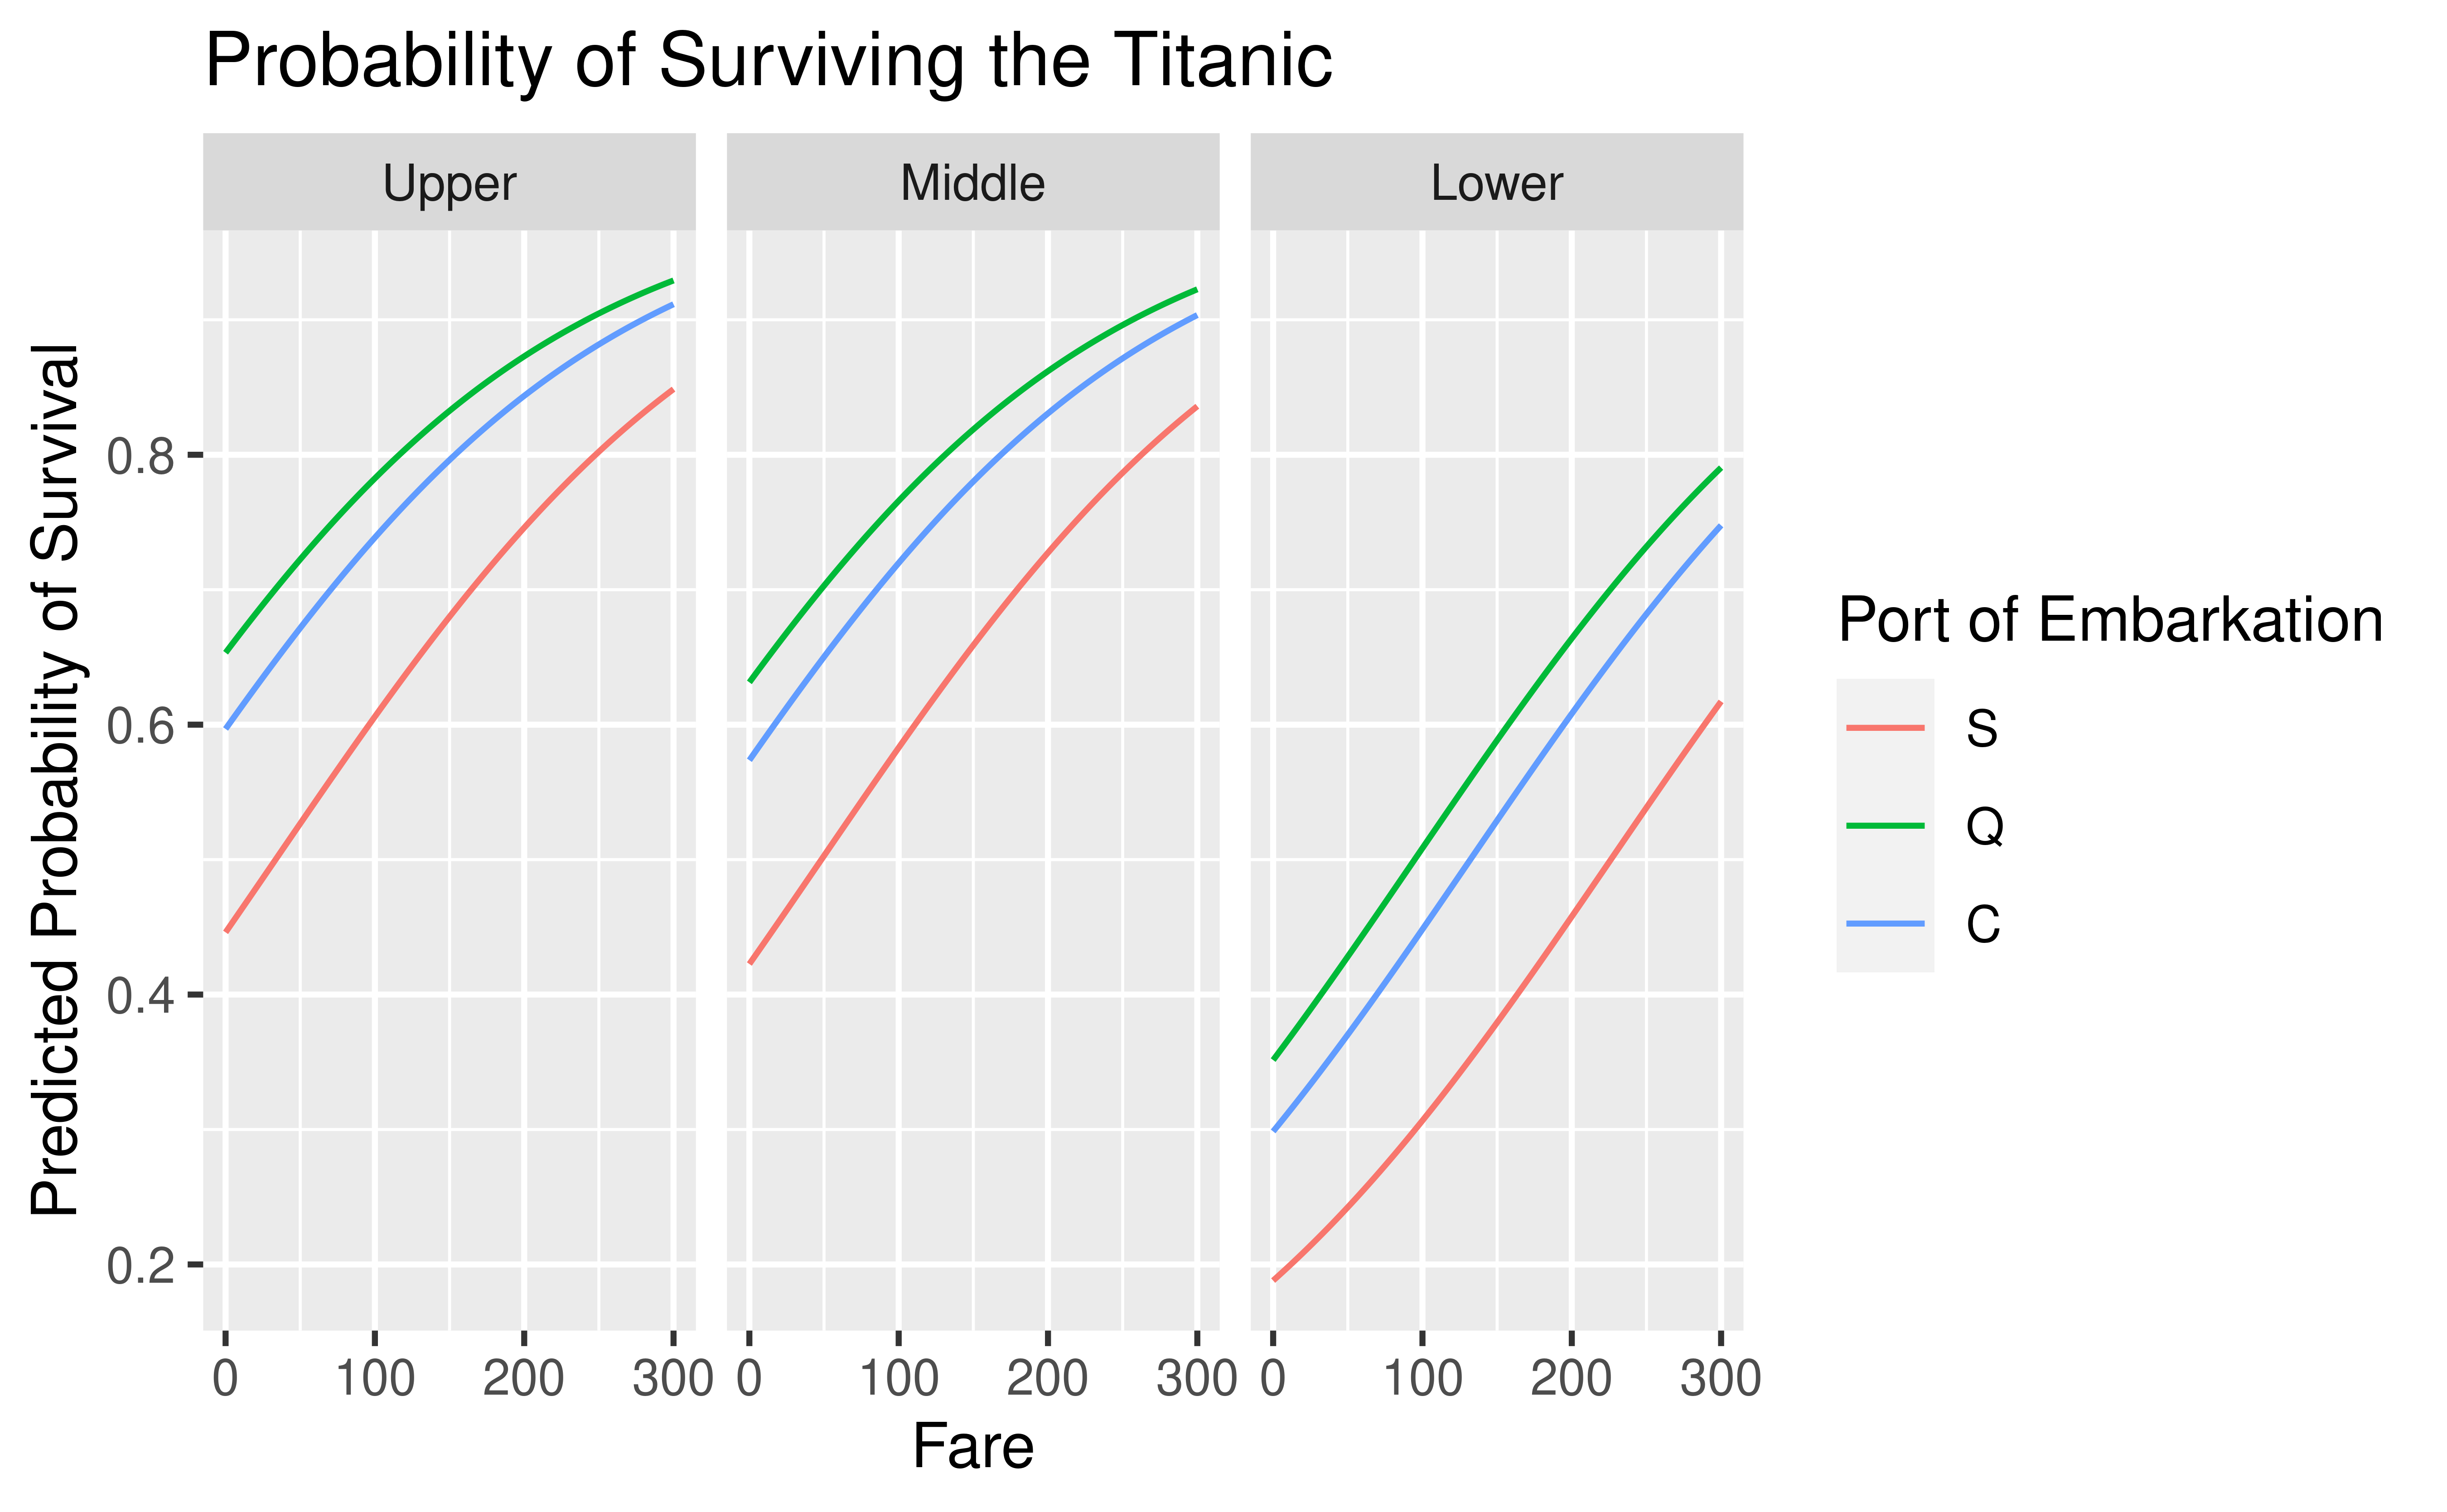 Probability of Surviving the Titanic
Upper Middle Lower
Predicted Probability of Survival
0.8
0.6
0.4
0.2
0 100 200 300 0 100 200 300 0 100 200 300
Fare
Port of Embarkation
S
Q
C